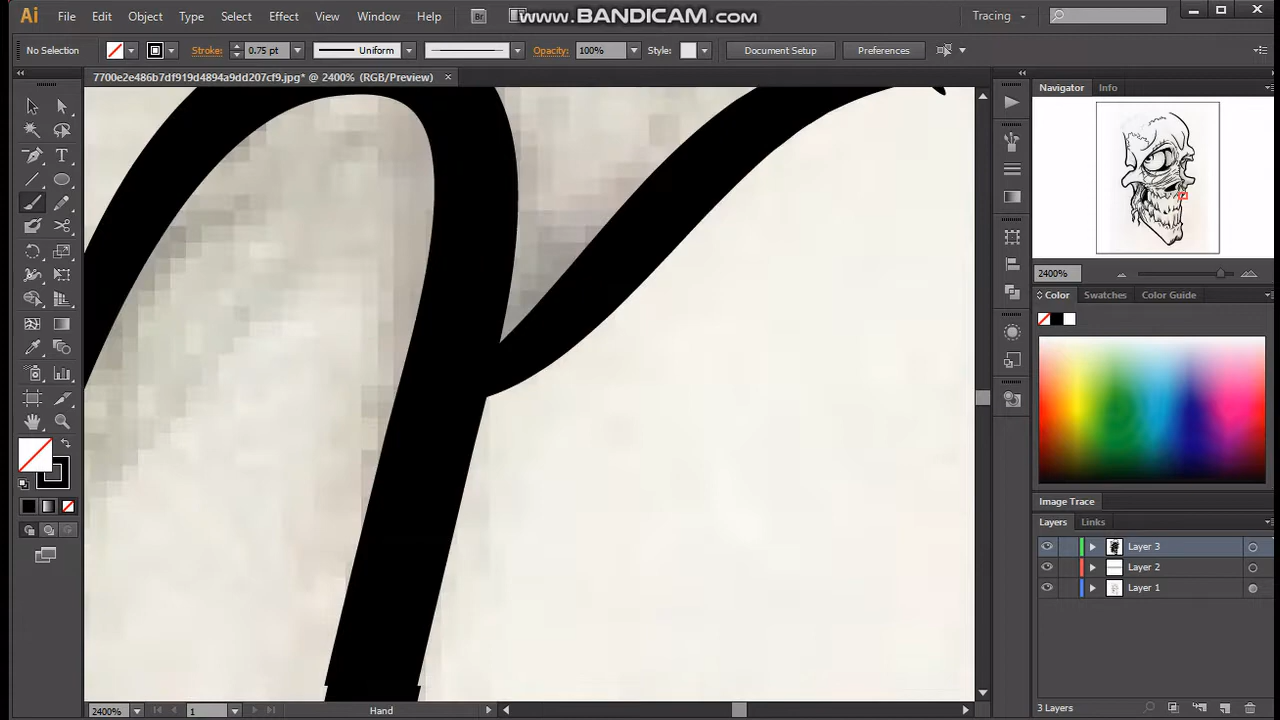 Ai File Edit Object Type Select Effect View Window Help Br www.BANDICAM.com Tracing
No Selection Stroke: 0.75 pt Uniform Opacity: 100% Style: Document Setup Preferences
7700e2e486b7df919d4894a9dd207cf9.jpg* @ 2400% (RGB/Preview) ×
Navigator Info
2400%
Color Swatches Color Guide
Image Trace
Layers Links
Layer 3
Layer 2
Layer 1
3 Layers
2400% 1 Hand